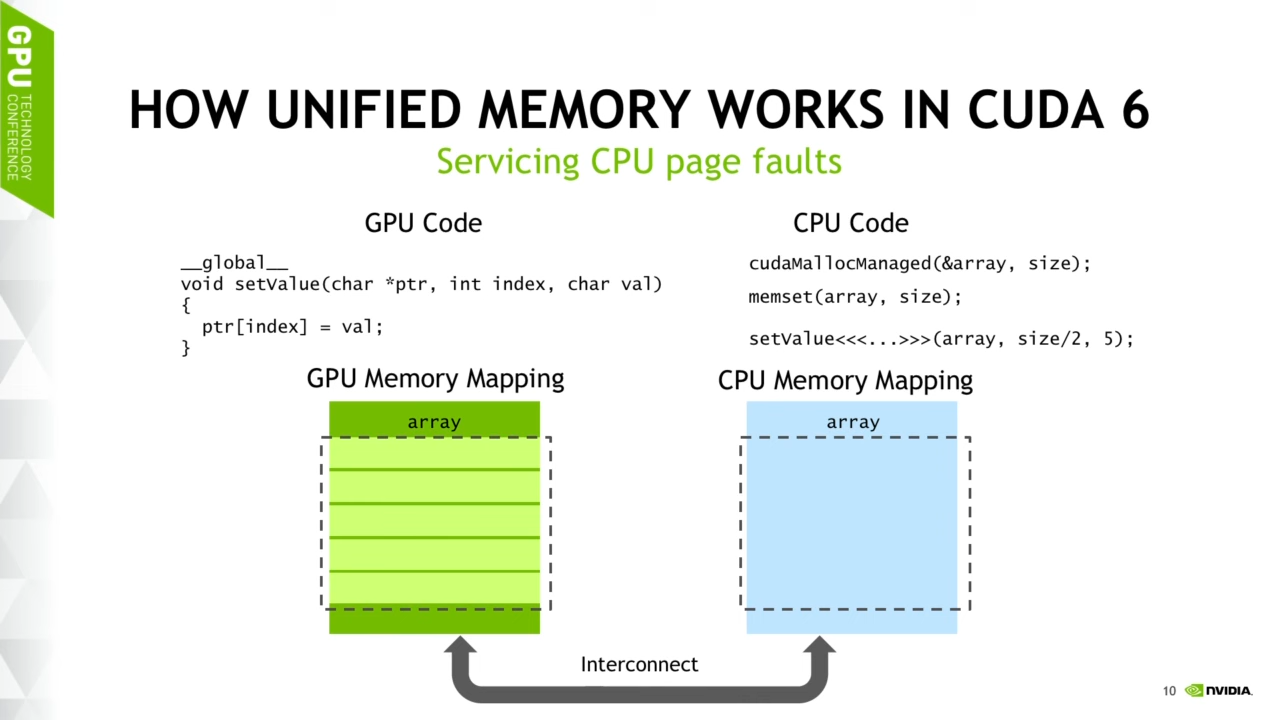 GPU TECHNOLOGY CONFERENCE
HOW UNIFIED MEMORY WORKS IN CUDA 6
Servicing CPU page faults
GPU Code
__global__
void setValue(char *ptr, int index, char val)
{
ptr[index] = val;
}
CPU Code
cudaMallocManaged(&array, size);
memset(array, size);
setValue<<<...>>>(array, size/2, 5);
GPU Memory Mapping
array
CPU Memory Mapping
array
Interconnect
10
NVIDIA.